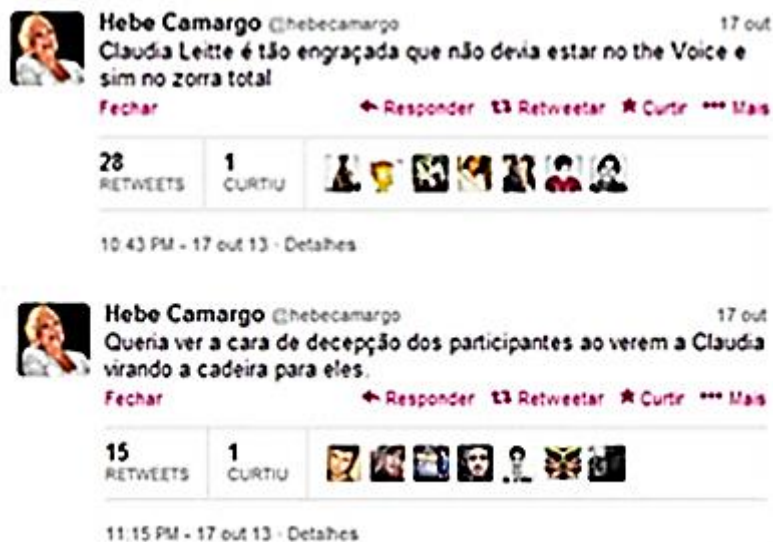 Hebe Camargo @hebecamargo 17 out
Claudia Leitte é tão engraçada que não devia estar no the Voice e
sim no zorra total
Fechar Responder Retweetar Curtir Mais
28 1
RETWEETS CURTIU
10:43 PM - 17 out 13 · Detalhes
Hebe Camargo @hebecamargo 17 out
Queria ver a cara de decepção dos participantes ao verem a Claudia
virando a cadeira para eles.
Fechar Responder Retweetar Curtir Mais
15 1
RETWEETS CURTIU
11:15 PM - 17 out 13 · Detalhes